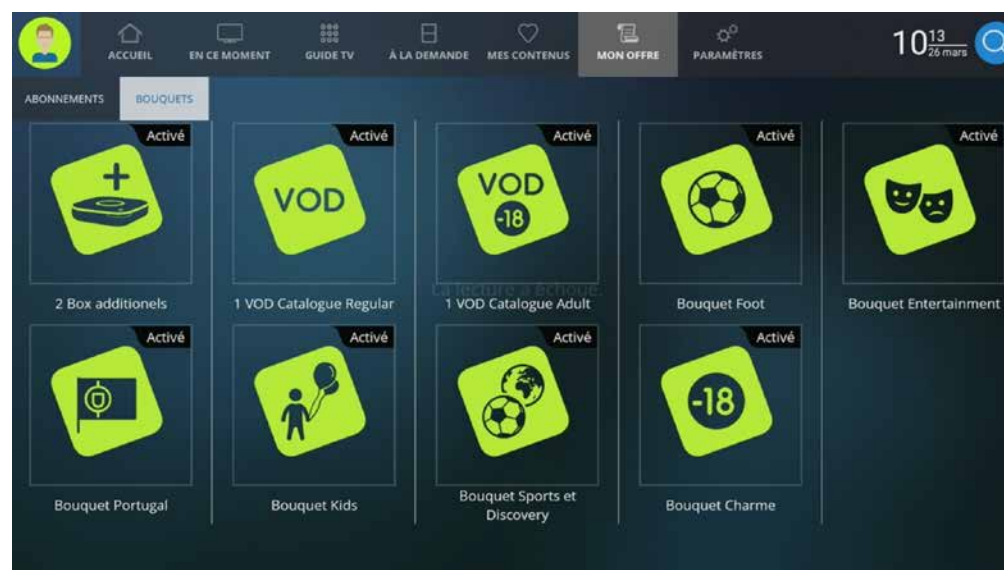 ACCUEIL
EN CE MOMENT
GUIDE TV
À LA DEMANDE
MES CONTENUS
MON OFFRE
PARAMÈTRES
10 13
26 mars
ABONNEMENTS
BOUQUETS
Activé
Activé
Activé
Activé
Activé
VOD
VOD
-18
La lecture a échoué.
2 Box additionels
1 VOD Catalogue Regular
1 VOD Catalogue Adult
Bouquet Foot
Bouquet Entertainment
Activé
Activé
Activé
Activé
-18
Bouquet Portugal
Bouquet Kids
Bouquet Sports et
Discovery
Bouquet Charme